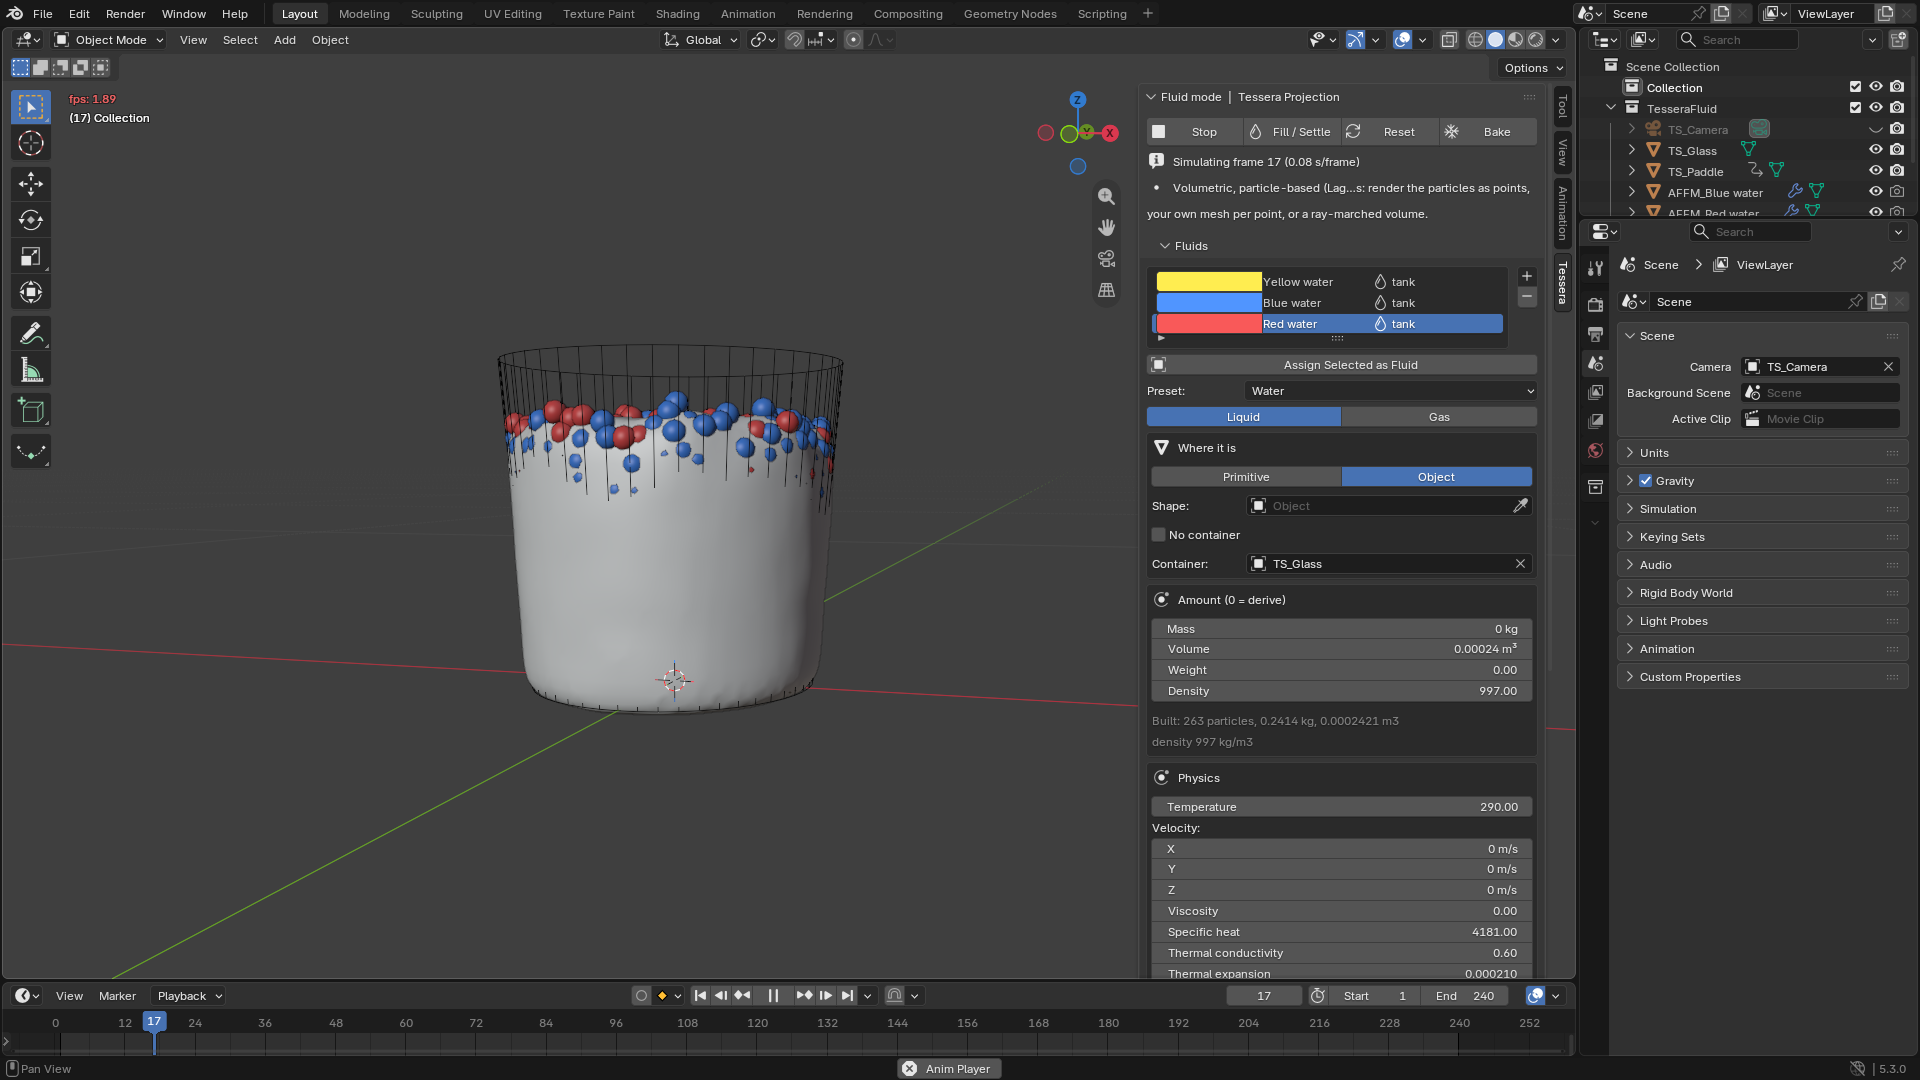 File Edit Render Window Help Layout Modeling Sculpting UV Editing Texture Paint Shading Animation Rendering Compositing Geometry Nodes Scripting + Scene ViewLayer
Object Mode View Select Add Object Global Search
Options
fps: 1.89
(17) Collection
Z
Y X
Fluid mode | Tessera Projection
Stop Fill / Settle Reset Bake
Simulating frame 17 (0.08 s/frame)
• Volumetric, particle-based (Lag...s: render the particles as points,
your own mesh per point, or a ray-marched volume.
Fluids
Yellow water tank
Blue water tank
Red water tank
Assign Selected as Fluid
Preset: Water
Liquid Gas
Where it is
Primitive Object
Shape: Object
No container
Container: TS_Glass
Amount (0 = derive)
Mass 0 kg
Volume 0.00024 m³
Weight 0.00
Density 997.00
Built: 263 particles, 0.2414 kg, 0.0002421 m3
density 997 kg/m3
Physics
Temperature 290.00
Velocity:
X 0 m/s
Y 0 m/s
Z 0 m/s
Viscosity 0.00
Specific heat 4181.00
Thermal conductivity 0.60
Thermal expansion 0.000210
Tool
View
Animation
Tessera
Scene Collection
Collection
TesseraFluid
TS_Camera
TS_Glass
TS_Paddle
AFFM_Blue water
AFFM_Red water
Search
Scene > ViewLayer
Scene
Scene
Camera TS_Camera
Background Scene Scene
Active Clip Movie Clip
Units
Gravity
Simulation
Keying Sets
Audio
Rigid Body World
Light Probes
Animation
Custom Properties
View Marker Playback 17 Start 1 End 240
0 12 17 24 36 48 60 72 84 96 108 120 132 144 156 168 180 192 204 216 228 240 252
Pan View Anim Player 5.3.0